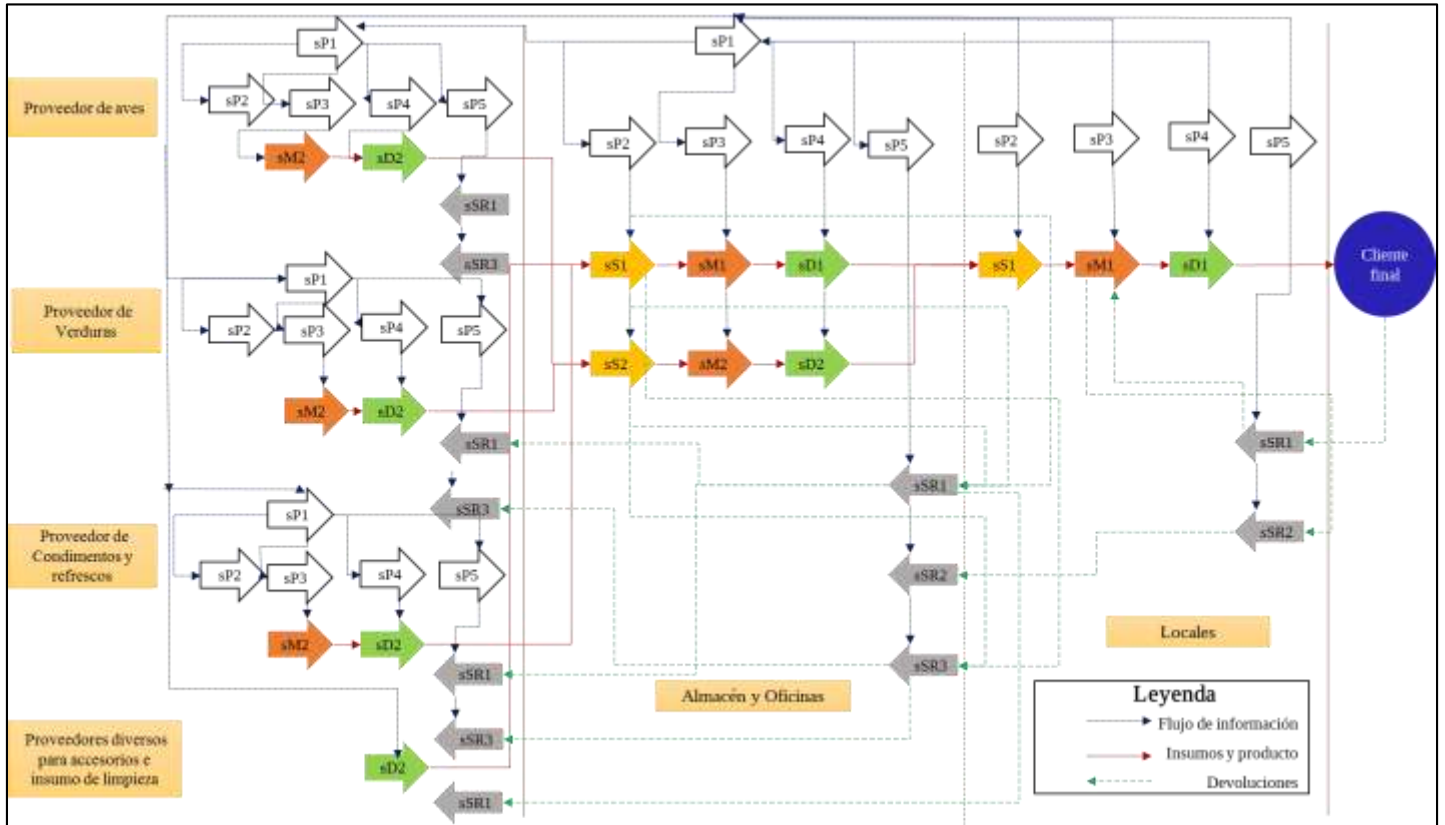 sP1
sP2
sP3
sP4
sP5
Proveedor de aves
sM2
sD2
sSR1
sSR3
sP1
sP2
sP3
sP4
sP5
Proveedor de
Verduras
sM2
sD2
sSR1
sSR3
sP1
sP2
sP3
sP4
sP5
Proveedor de
Condimentos y
refrescos
sM2
sD2
sSR1
sSR3
Proveedores diversos
para accesorios e
insumo de limpieza
sD2
sSR1
sP1
sP2
sP3
sP4
sP5
sS1
sM1
sD1
sS2
sM2
sD2
sSR1
sSR2
sSR3
Almacén y Oficinas
sP2
sP3
sP4
sP5
sS1
sM1
sD1
sSR1
sSR2
Locales
Cliente
final
Leyenda
Flujo de información
Insumos y producto
Devoluciones